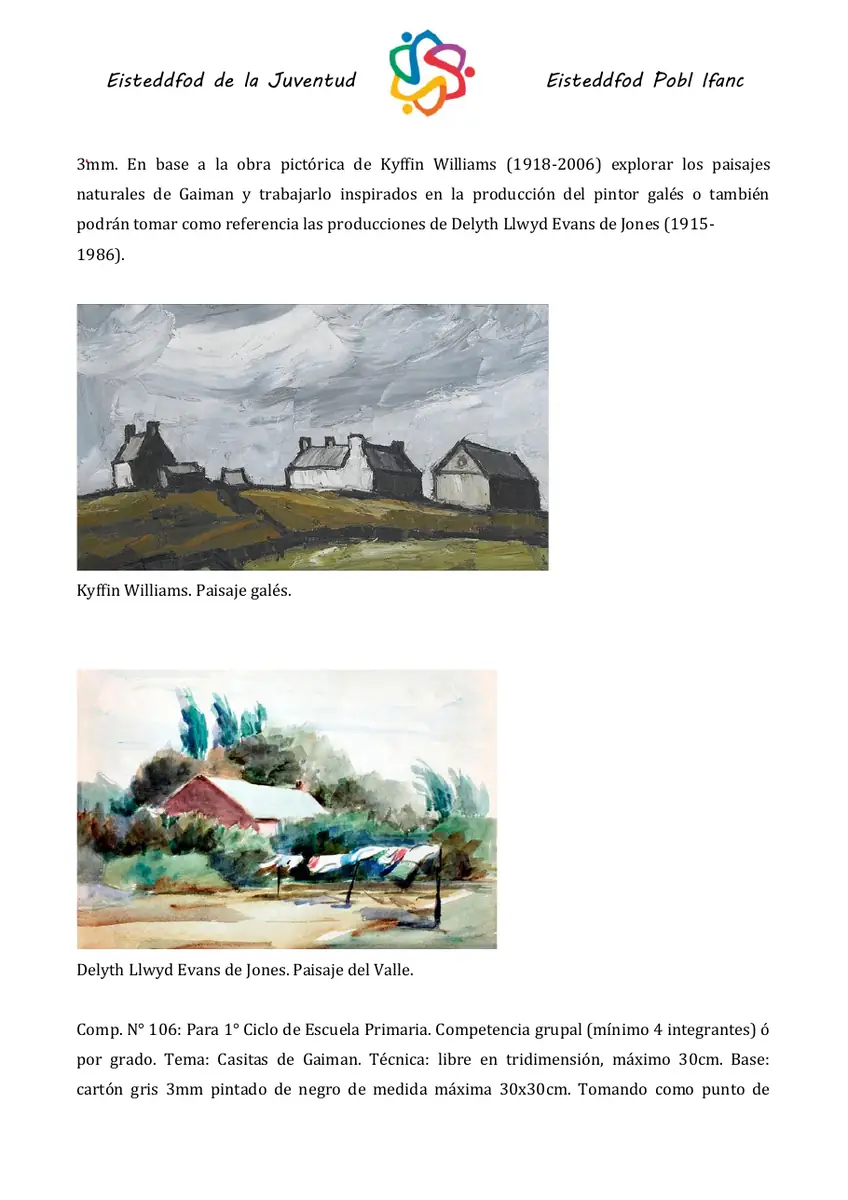 Eisteddfod de la Juventud
Eisteddfod Pobl Ifanc
3mm. En base a la obra pictórica de Kyffin Williams (1918-2006) explorar los paisajes
naturales de Gaiman y trabajarlo inspirados en la producción del pintor galés o también
podrán tomar como referencia las producciones de Delyth Llwyd Evans de Jones (1915-
1986).
Kyffin Williams. Paisaje galés.
Delyth Llwyd Evans de Jones. Paisaje del Valle.
Comp. N° 106: Para 1° Ciclo de Escuela Primaria. Competencia grupal (mínimo 4 integrantes) ó
por grado. Tema: Casitas de Gaiman. Técnica: libre en tridimensión, máximo 30cm. Base:
cartón gris 3mm pintado de negro de medida máxima 30x30cm. Tomando como punto de